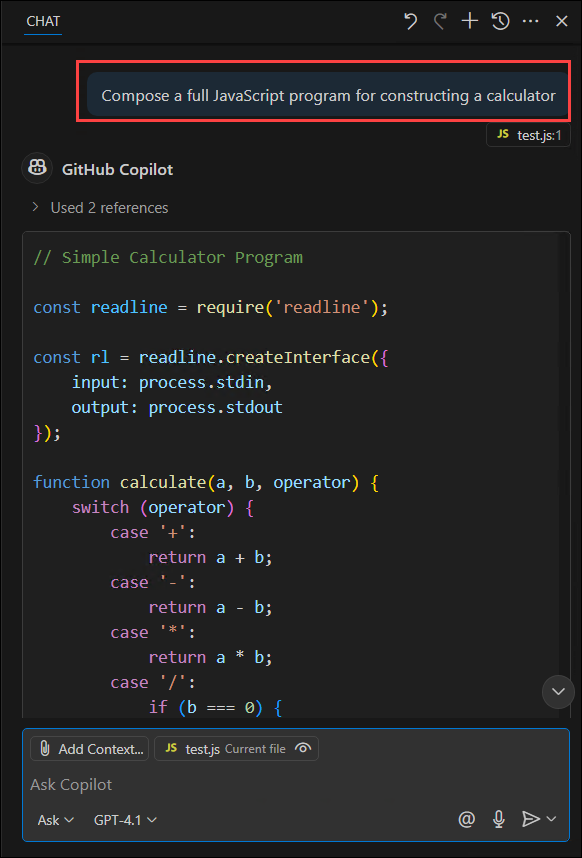 CHAT
Compose a full JavaScript program for constructing a calculator
JS test.js:1
GitHub Copilot
Used 2 references
// Simple Calculator Program
const readline = require('readline');
const rl = readline.createInterface({
    input: process.stdin,
    output: process.stdout
});
function calculate(a, b, operator) {
    switch (operator) {
        case '+':
            return a + b;
        case '-':
            return a - b;
        case '*':
            return a * b;
        case '/':
            if (b === 0) {
Add Context... JS test.js Current file
Ask Copilot
Ask GPT-4.1 @